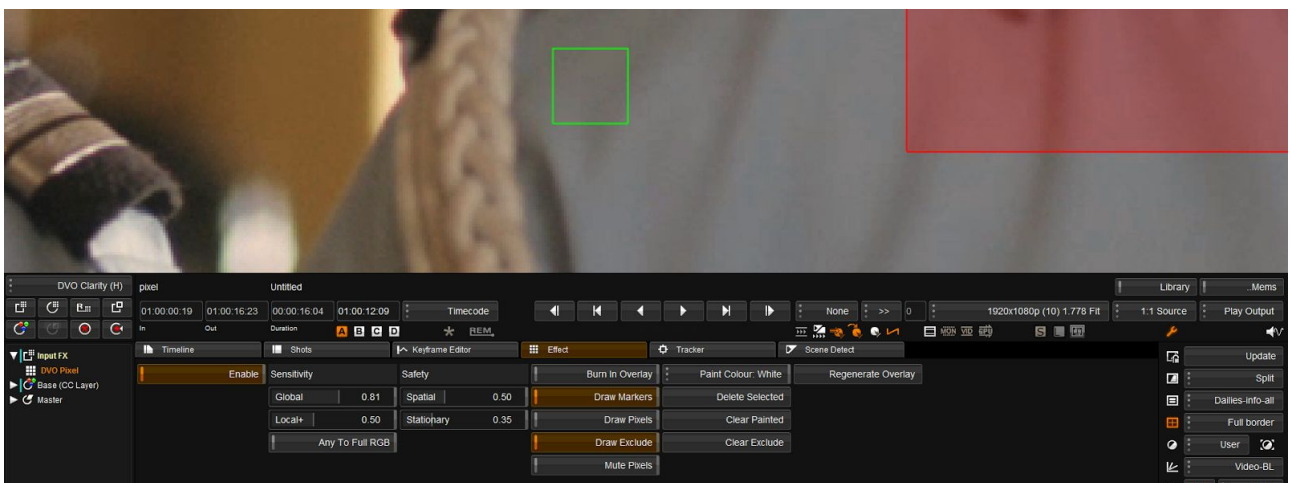 DVO Clarity (H) pixel Untitled Library ..Mems
01:00:00:19 01:00:16:23 00:00:16:04 01:00:12:09 Timecode None >> 0 1920x1080p (10) 1.778 Fit 1:1 Source Play Output
In Out Duration A B C D REM MON VID S
Timeline Shots Keyframe Editor Effect Tracker Scene Detect
Input FX
DVO Pixel
Base (CC Layer)
Master
Enable Sensitivity Safety Burn In Overlay Paint Colour: White Regenerate Overlay Update
Global 0.81 Spatial 0.50 Draw Markers Delete Selected Split
Local+ 0.50 Stationary 0.35 Draw Pixels Clear Painted Dailies-info-all
Any To Full RGB Draw Exclude Clear Exclude Full border
Mute Pixels User
Video-BL